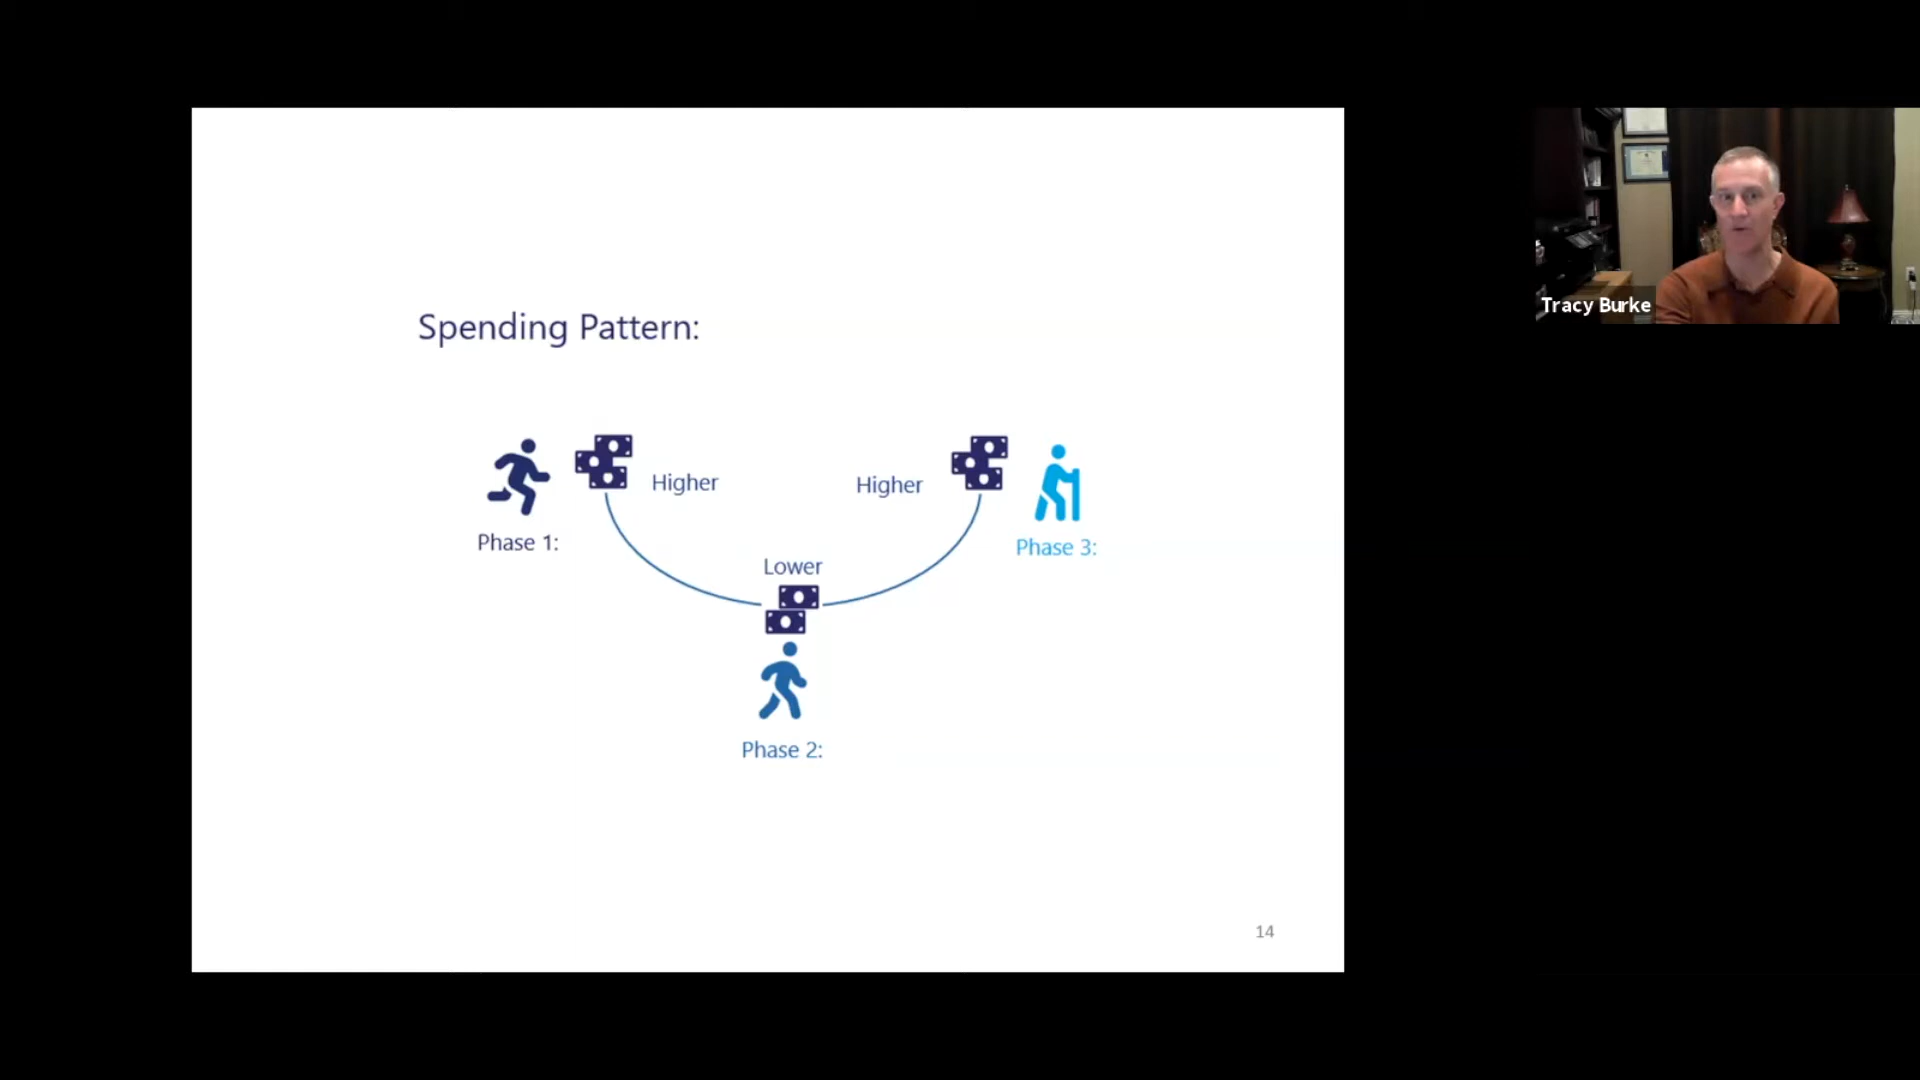 Spending Pattern:
Higher
Higher
Phase 1:
Phase 3:
Lower
Phase 2:
14
Tracy Burke